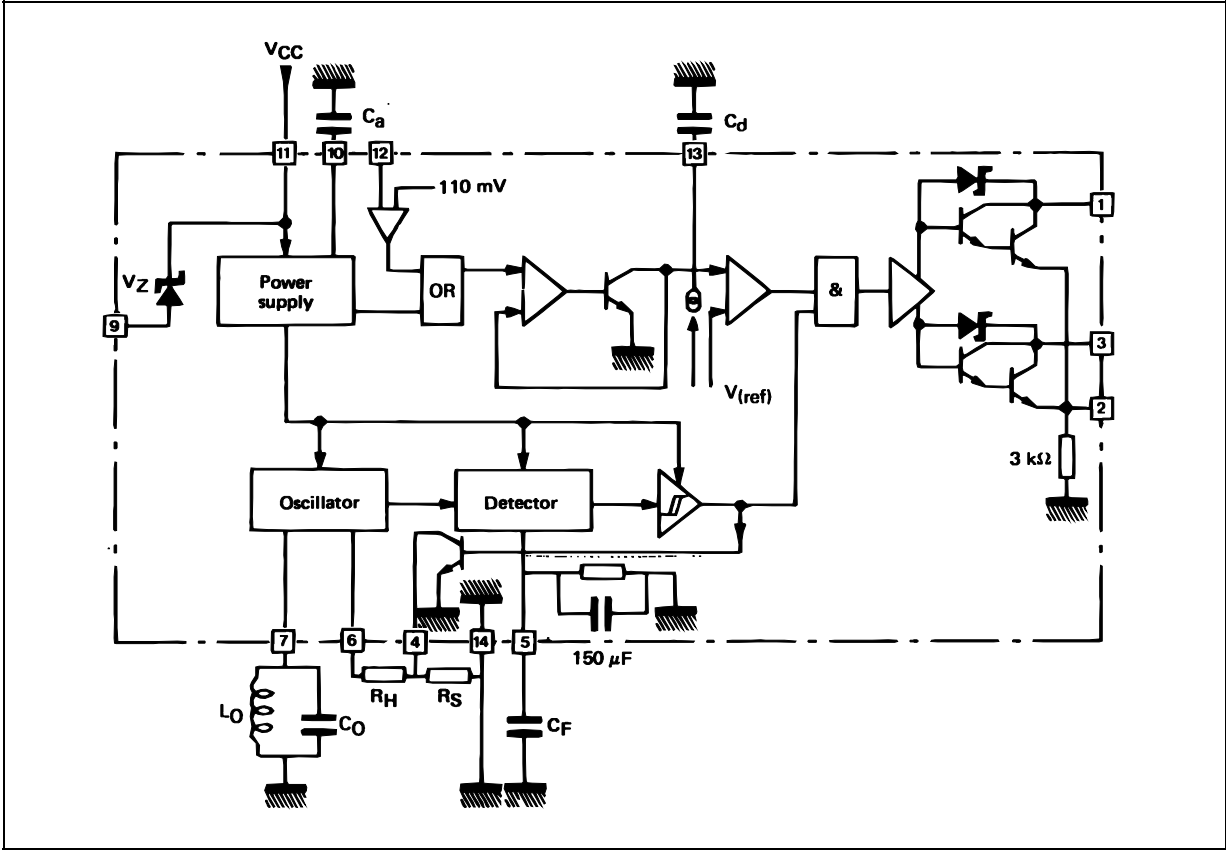 VCC
Ca
Cd
11
10
12
13
110 mV
1
VZ
Power
supply
OR
&
9
3
V(ref)
2
3 kΩ
Oscillator
Detector
7
6
4
14
5
150 µF
RH
RS
LO
CO
CF